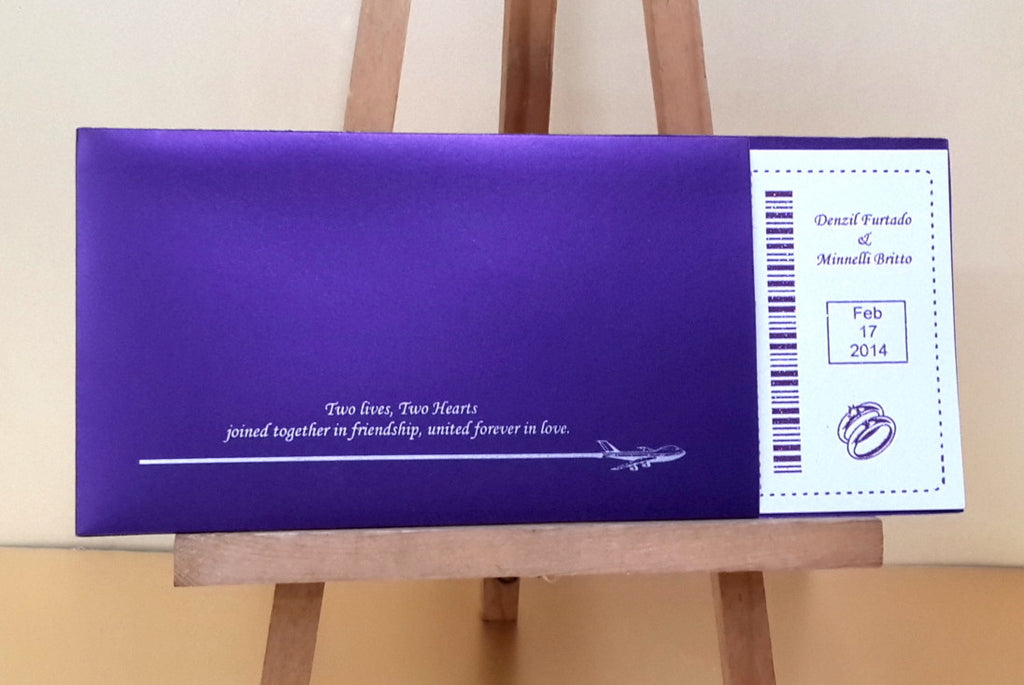 Two lives, Two Hearts
joined together in friendship, united forever in love.
Denzil Furtado
&
Minnelli Britto
Feb
17
2014